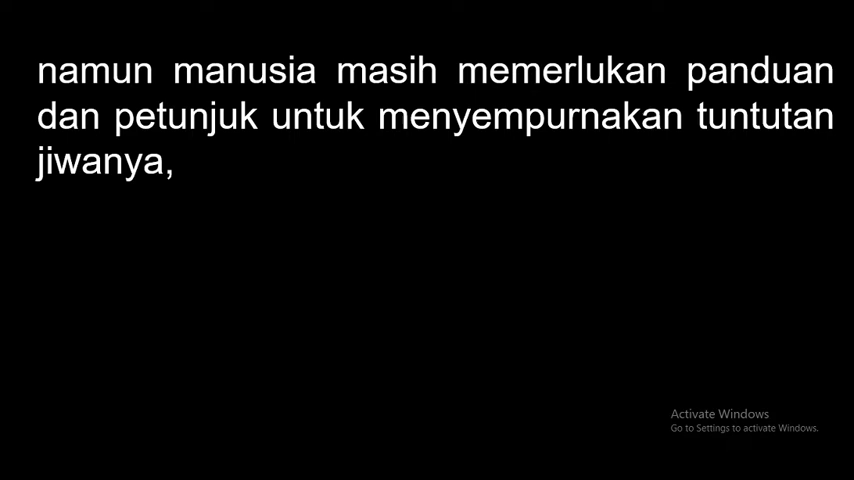 namun manusia masih memerlukan panduan
dan petunjuk untuk menyempurnakan tuntutan
jiwanya,
Activate Windows
Go to Settings to activate Windows.